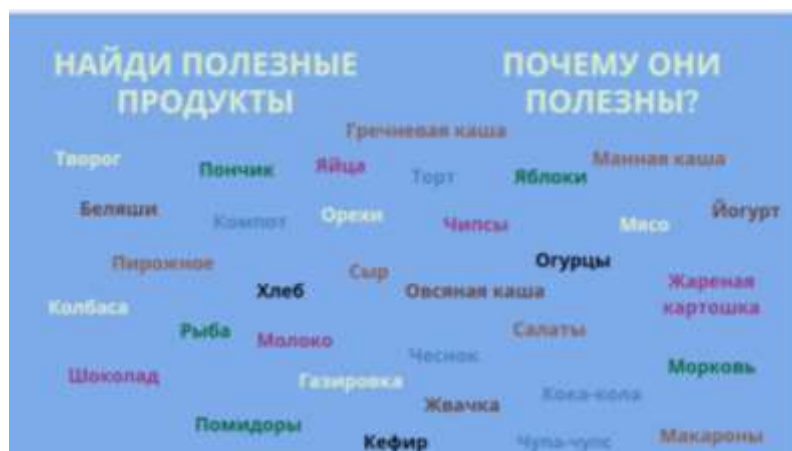 НАЙДИ ПОЛЕЗНЫЕ
ПРОДУКТЫ
ПОЧЕМУ ОНИ
ПОЛЕЗНЫ?
Гречневая каша
Творог
Пончик
Яйца
Торт
Яблоки
Манная каша
Беляши
Компот
Орехи
Чипсы
Мясо
Йогурт
Пирожное
Сыр
Огурцы
Хлеб
Овсяная каша
Жареная
картошка
Колбаса
Рыба
Молоко
Салаты
Чеснок
Морковь
Шоколад
Газировка
Жвачка
Кока-кола
Помидоры
Кефир
Чупа-чупс
Макароны